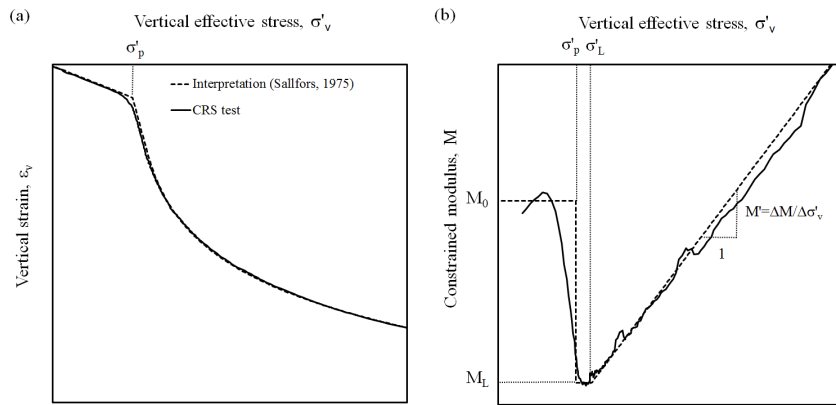 (a)
Vertical effective stress, σ'ᵥ
σ'ₚ
Interpretation (Sallfors, 1975)
CRS test
Vertical strain, εᵥ
(b)
Vertical effective stress, σ'ᵥ
σ'ₚ σ'L
Constrained modulus, M
M₀
M'=ΔM/Δσ'ᵥ
1
M_L